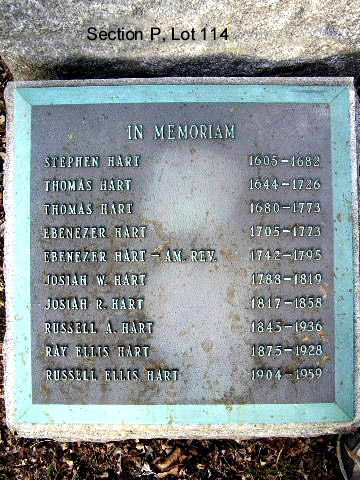 Section P, Lot 114
IN MEMORIAM
STEPHEN HART 1605-1682
THOMAS HART 1644-1726
THOMAS HART 1680-1773
EBENEZER HART 1705-1773
EBENEZER HART - AM. REV. 1742-1795
JOSIAH W. HART 1788-1819
JOSIAH R. HART 1817-1858
RUSSELL A. HART 1845-1936
RAY ELLIS HART 1875-1928
RUSSELL ELLIS HART 1904-1959